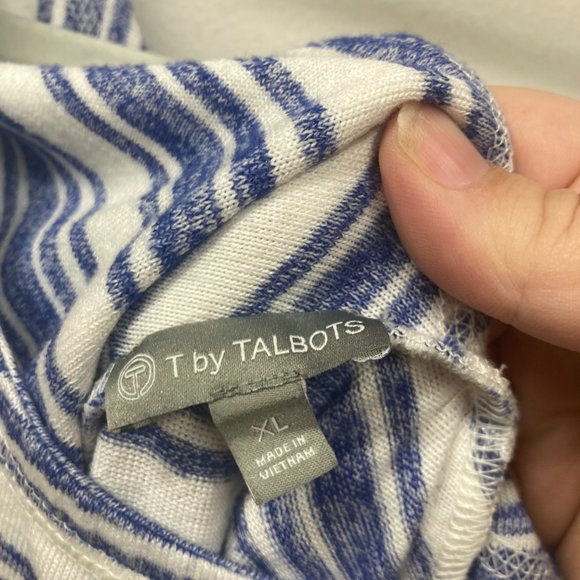 T by TALBOTS
XL
MADE IN
VIETNAM